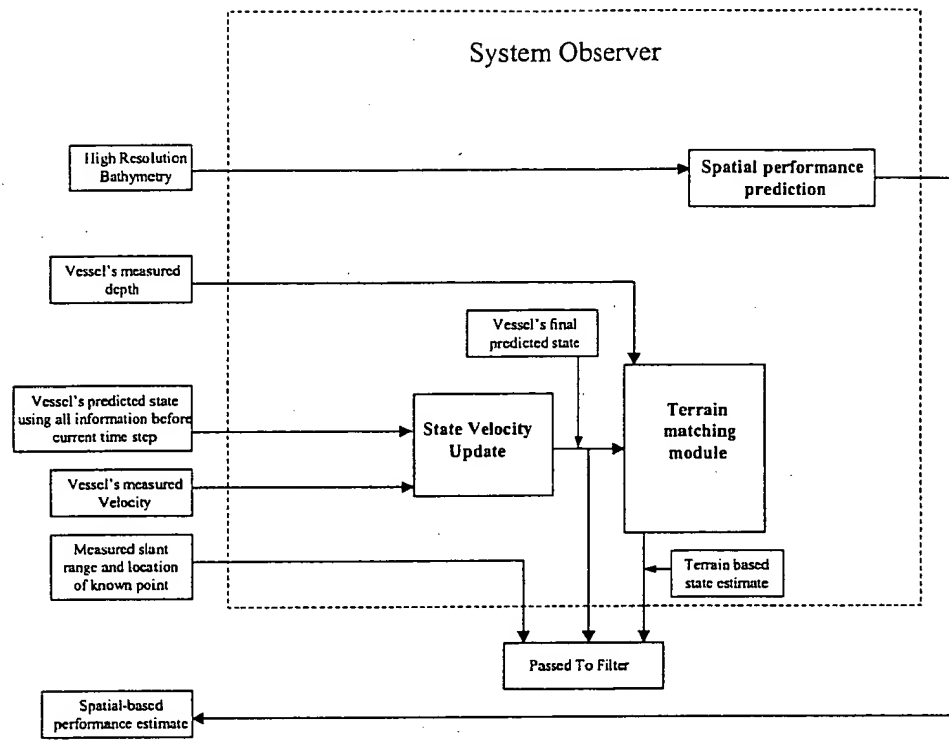 System Observer
High Resolution
Bathymetry
Spatial performance
prediction
Vessel's measured
depth
Vessel's final
predicted state
Vessel's predicted state
using all information before
current time step
State Velocity
Update
Terrain
matching
module
Vessel's measured
Velocity
Measured slant
range and location
of known point
Terrain based
state estimate
Passed To Filter
Spatial-based
performance estimate